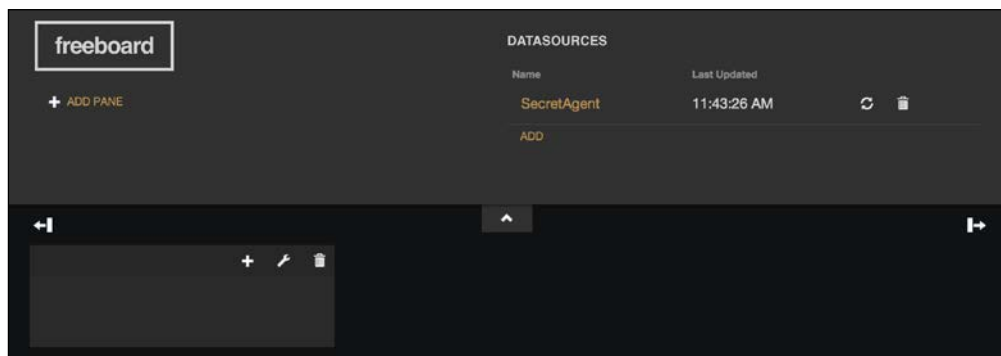 freeboard
ADD PANE
DATASOURCES
Name Last Updated
SecretAgent 11:43:26 AM
ADD